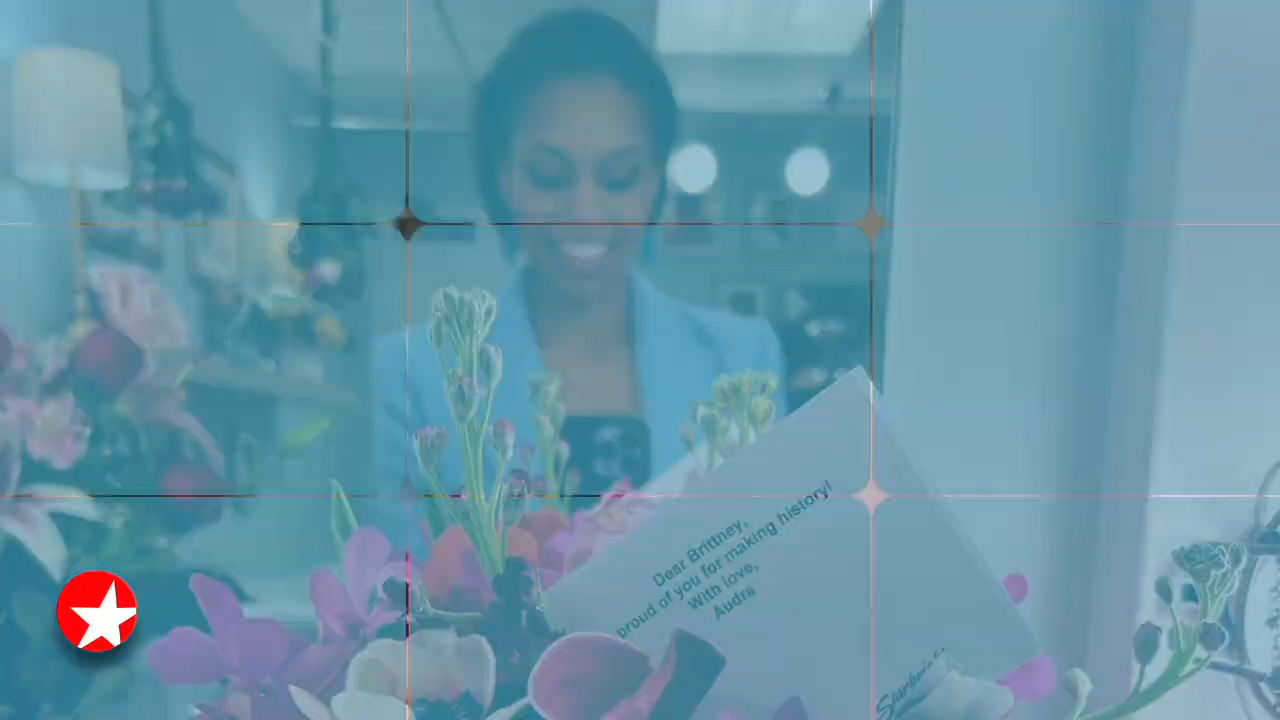 Dear Brittney,
proud of you for making history!
With love,
Audra